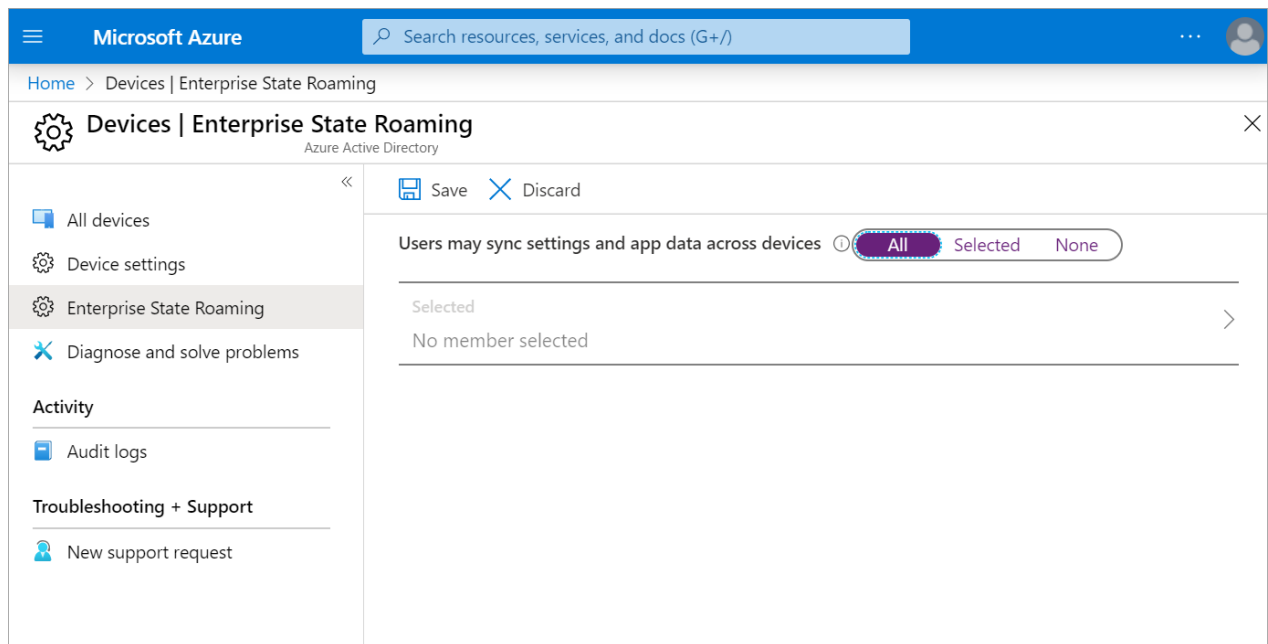 Microsoft Azure
Search resources, services, and docs (G+/)
...
Home > Devices | Enterprise State Roaming
Devices | Enterprise State Roaming
Azure Active Directory
«
All devices
Device settings
Enterprise State Roaming
Diagnose and solve problems
Activity
Audit logs
Troubleshooting + Support
New support request
Save Discard
Users may sync settings and app data across devices All Selected None
Selected
No member selected